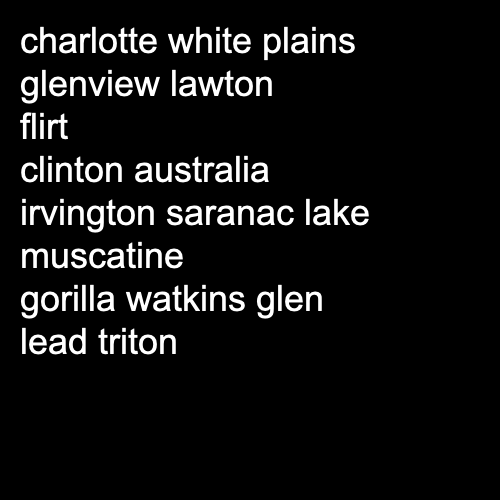 charlotte white plains
glenview lawton
flirt
clinton australia
irvington saranac lake
muscatine
gorilla watkins glen
lead triton